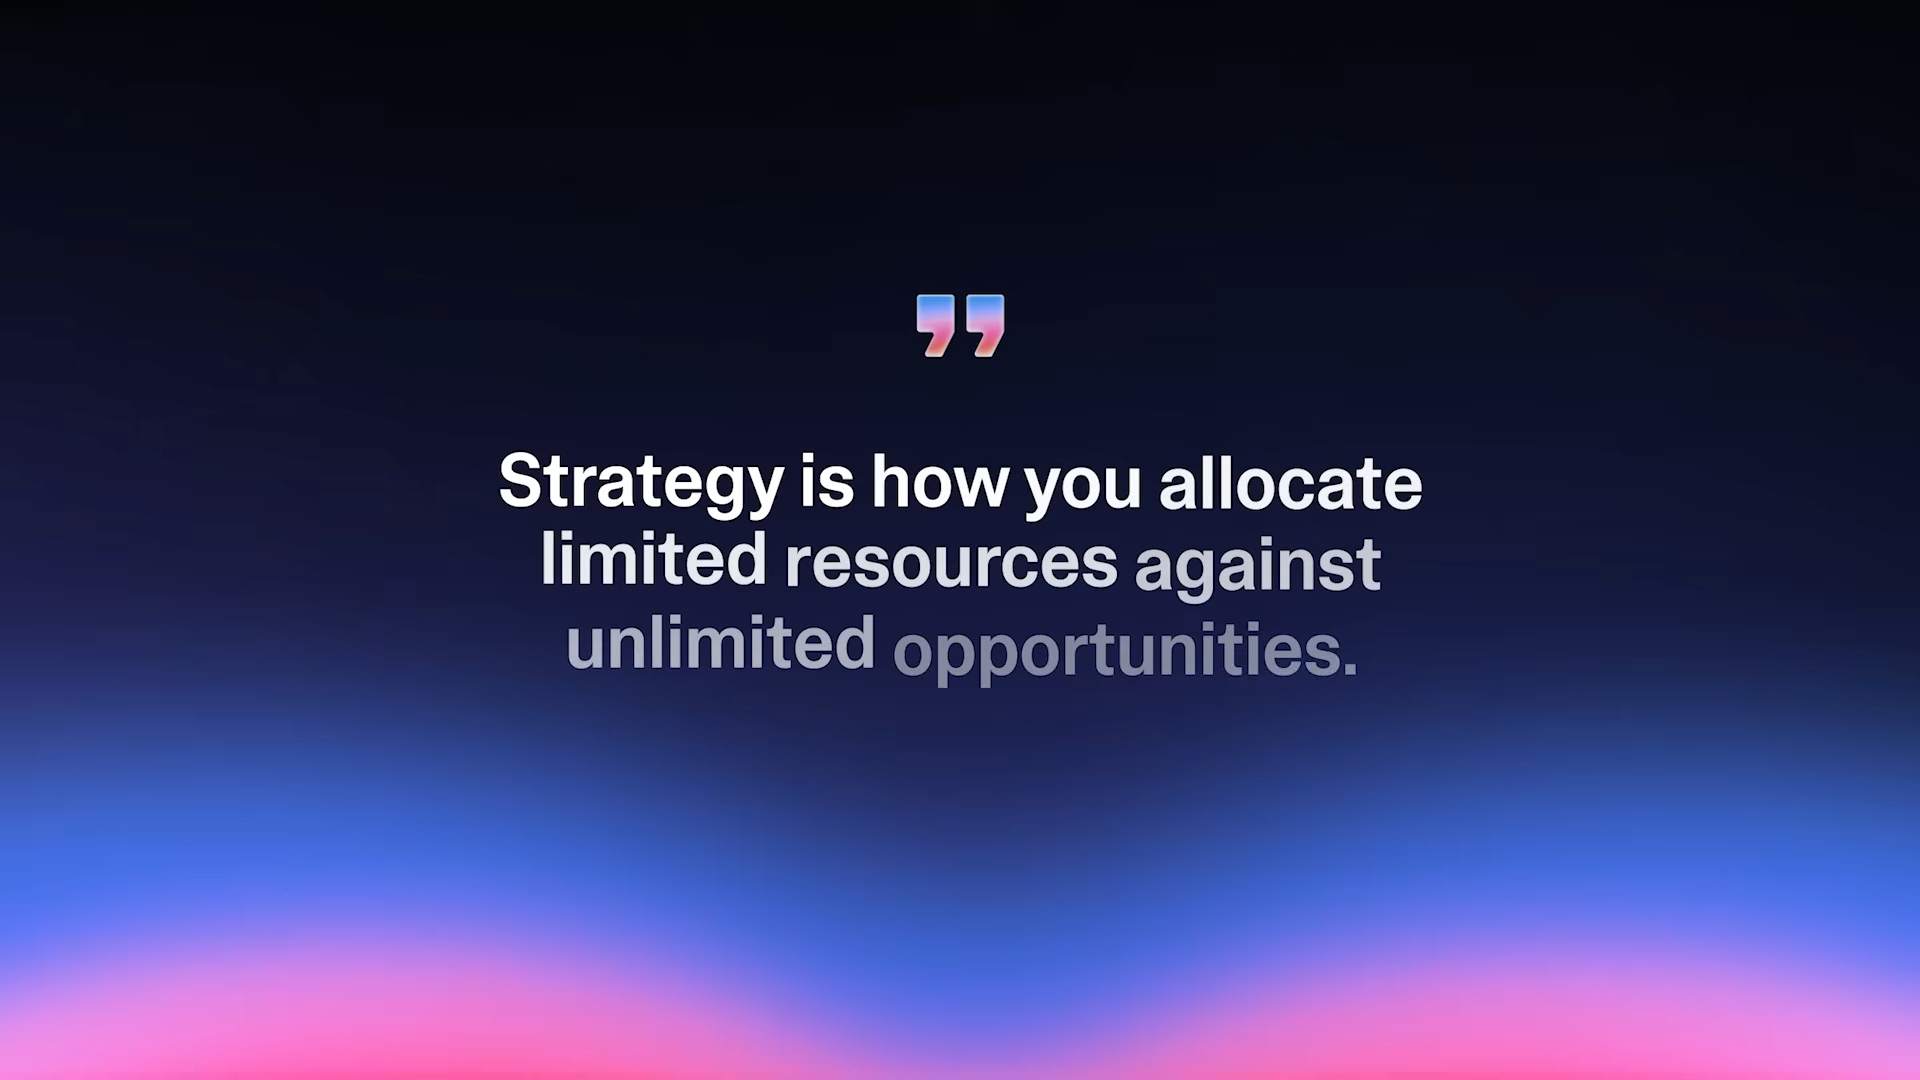 ”
Strategy is how you allocate
limited resources against
unlimited opportunities.